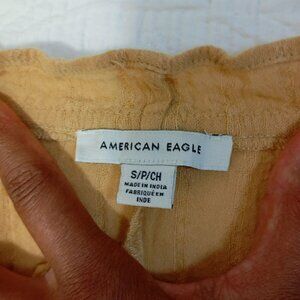 AMERICAN EAGLE
S/P/CH
MADE IN INDIA
FABRIQUÉ EN
INDE